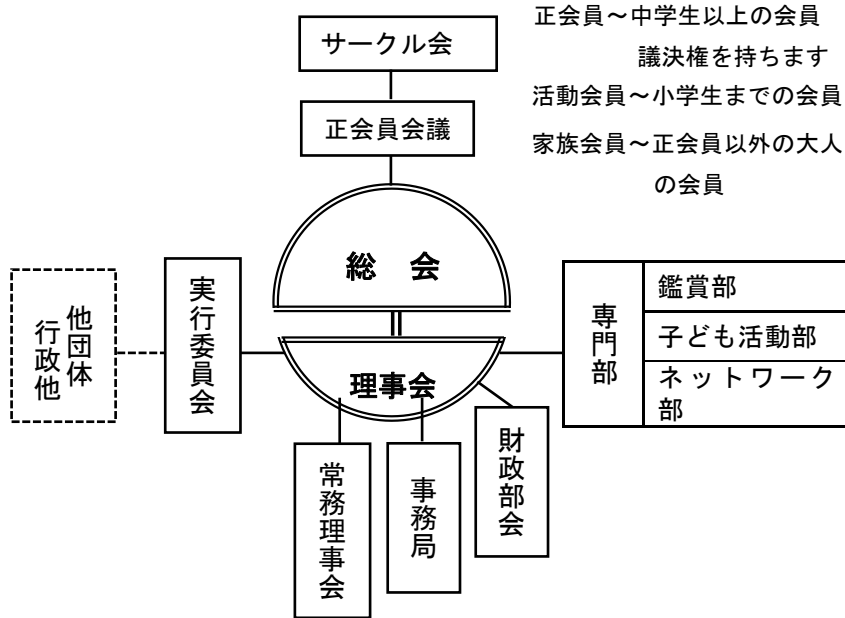 サークル会
正会員会議
正会員～中学生以上の会員
議決権を持ちます
活動会員～小学生までの会員
家族会員～正会員以外の大人
の会員
総　会
理事会
他団体
行政他
実行委員会
専門部
鑑賞部
子ども活動部
ネットワーク
部
常務理事会
事務局
財政部会